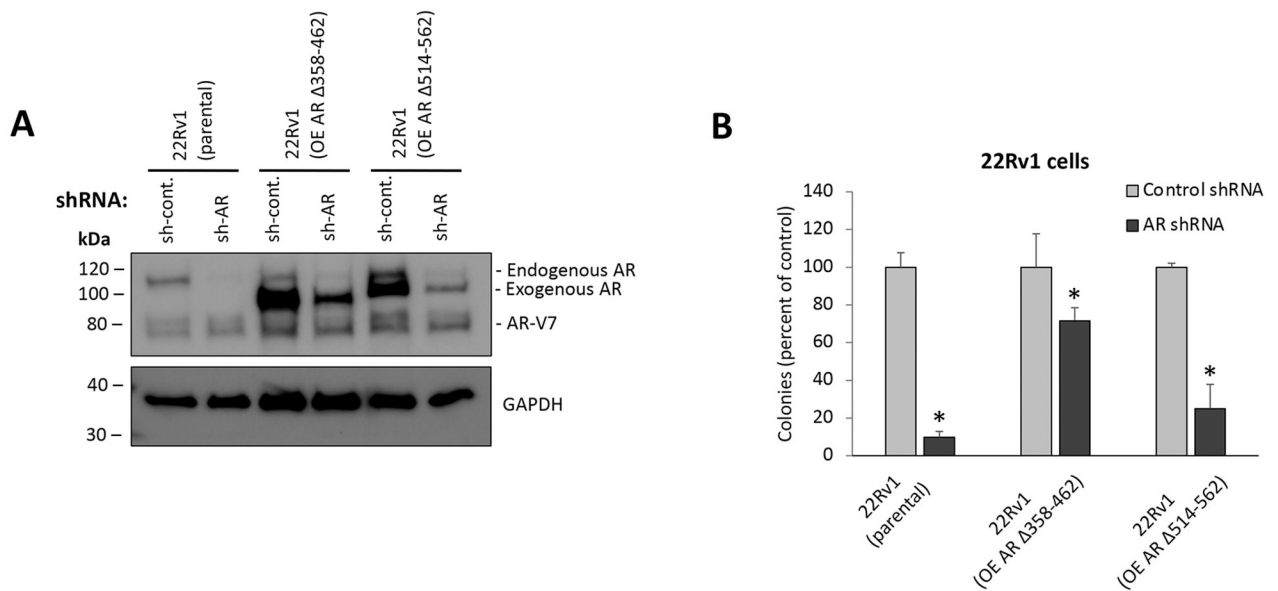 A
22Rv1
(parental)
22Rv1
(OE AR Δ358-462)
22Rv1
(OE AR Δ514-562)
shRNA:
sh-cont.
sh-AR
sh-cont.
sh-AR
sh-cont.
sh-AR
kDa
120 –
100 –
80 –
- Endogenous AR
- Exogenous AR
- AR-V7
40 –
30 –
GAPDH
B
22Rv1 cells
Control shRNA
AR shRNA
Colonies (percent of control)
140
120
100
80
60
40
20
0
*
*
*
22Rv1
(parental)
22Rv1
(OE AR Δ358-462)
22Rv1
(OE AR Δ514-562)